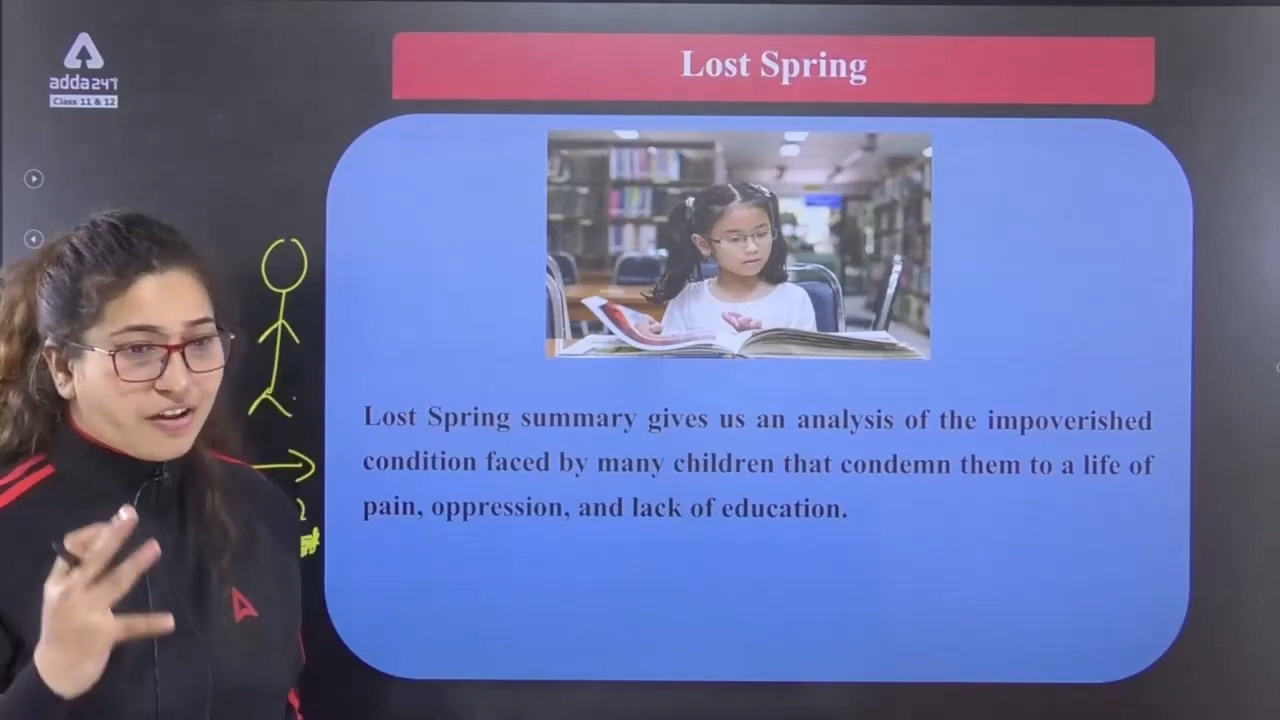 adda247
Class 11 & 12
Lost Spring
Lost Spring summary gives us an analysis of the impoverished
condition faced by many children that condemn them to a life of
pain, oppression, and lack of education.